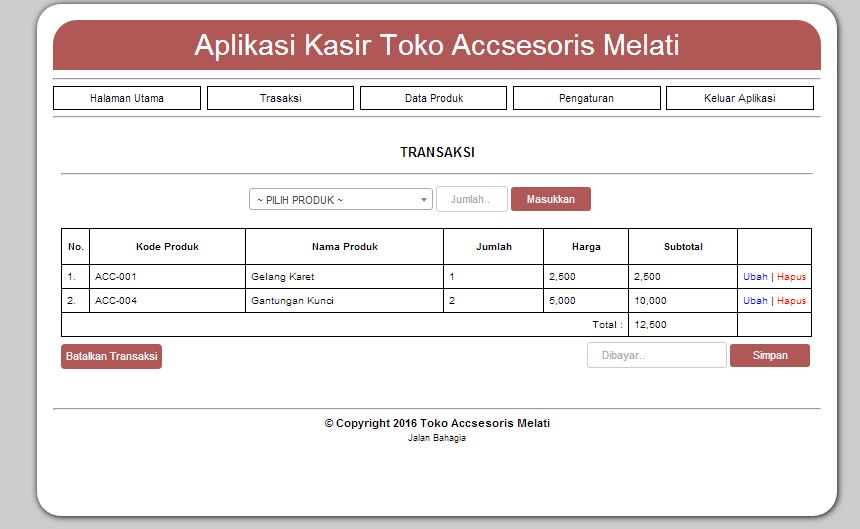 Aplikasi Kasir Toko Accsesoris Melati
Halaman Utama Trasaksi Data Produk Pengaturan Keluar Aplikasi
TRANSAKSI
~ PILIH PRODUK ~ Jumlah.. Masukkan
No. Kode Produk Nama Produk Jumlah Harga Subtotal
1. ACC-001 Gelang Karet 1 2,500 2,500 Ubah | Hapus
2. ACC-004 Gantungan Kunci 2 5,000 10,000 Ubah | Hapus
Total : 12,500
Batalkan Transaksi Dibayar.. Simpan
© Copyright 2016 Toko Accsesoris Melati
Jalan Bahagia